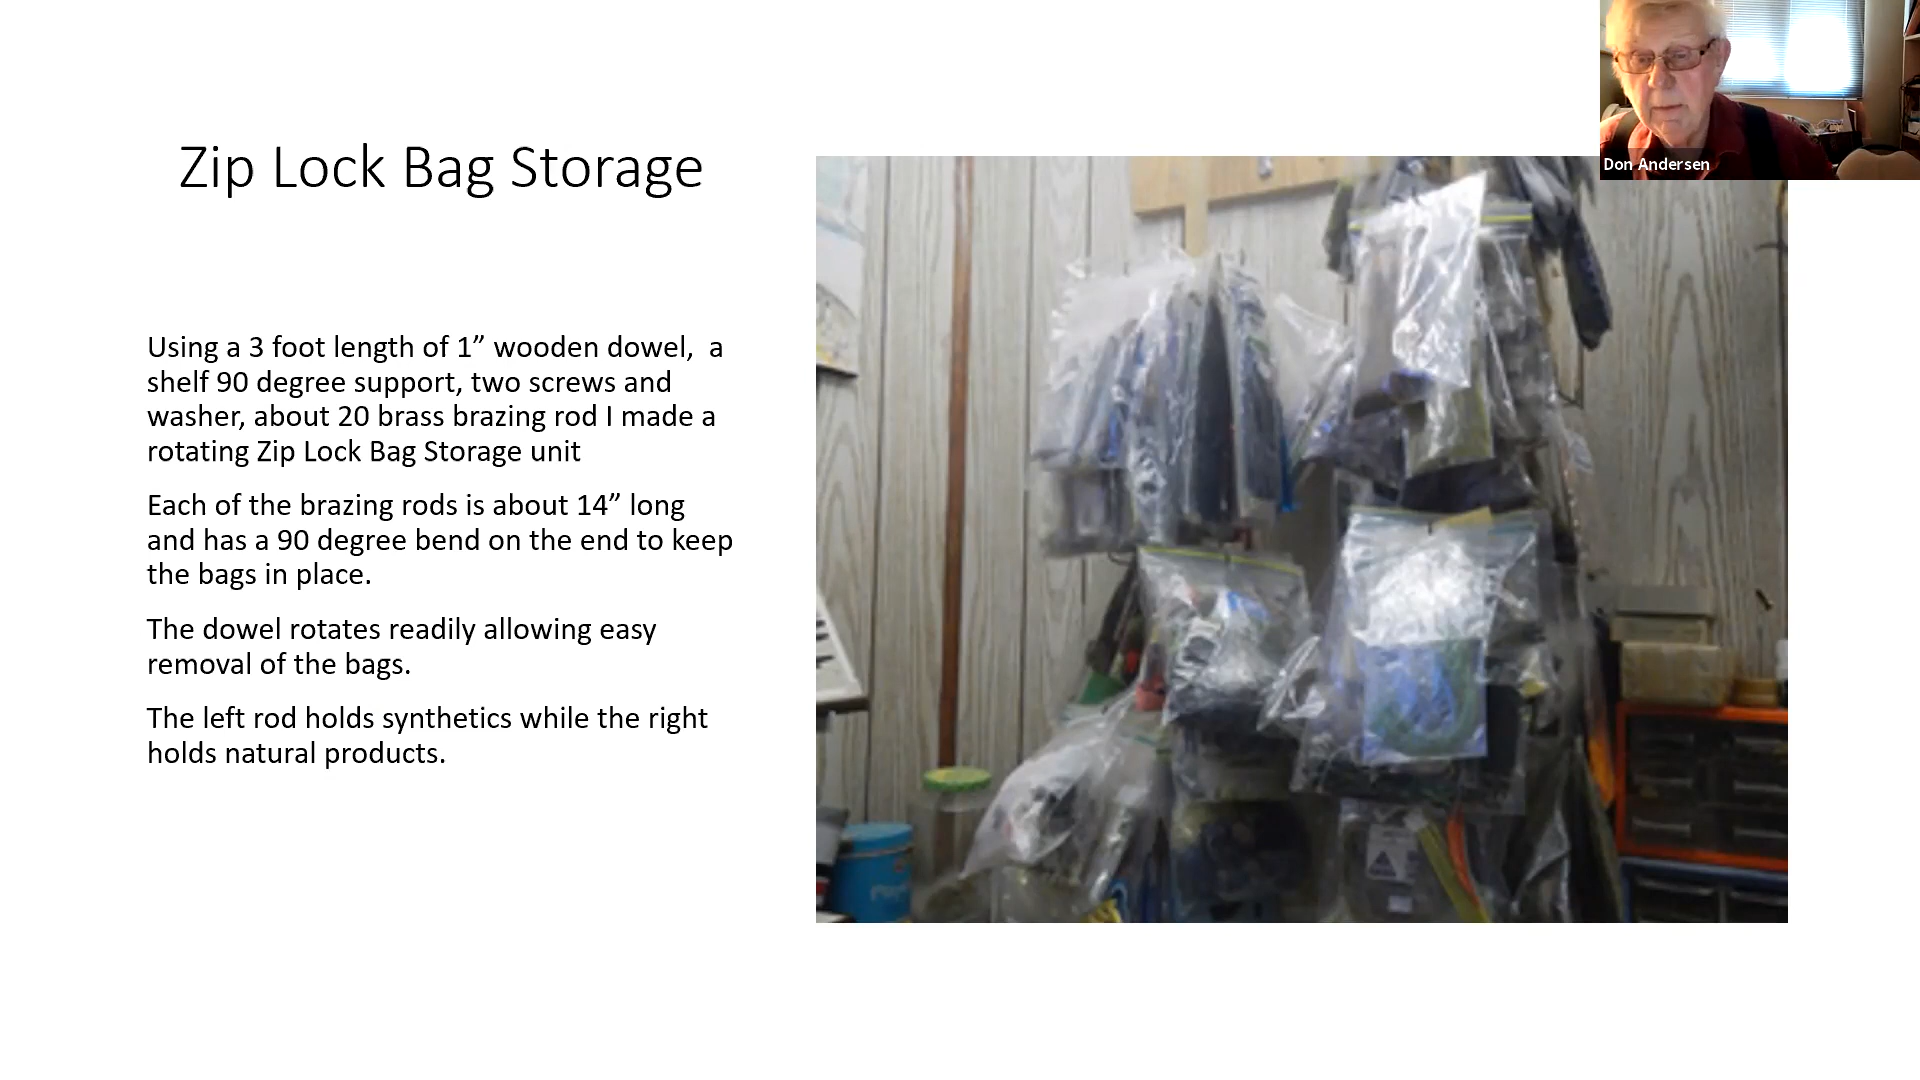 Zip Lock Bag Storage
Don Andersen
Using a 3 foot length of 1” wooden dowel,  a
shelf 90 degree support, two screws and
washer, about 20 brass brazing rod I made a
rotating Zip Lock Bag Storage unit
Each of the brazing rods is about 14” long
and has a 90 degree bend on the end to keep
the bags in place.
The dowel rotates readily allowing easy
removal of the bags.
The left rod holds synthetics while the right
holds natural products.